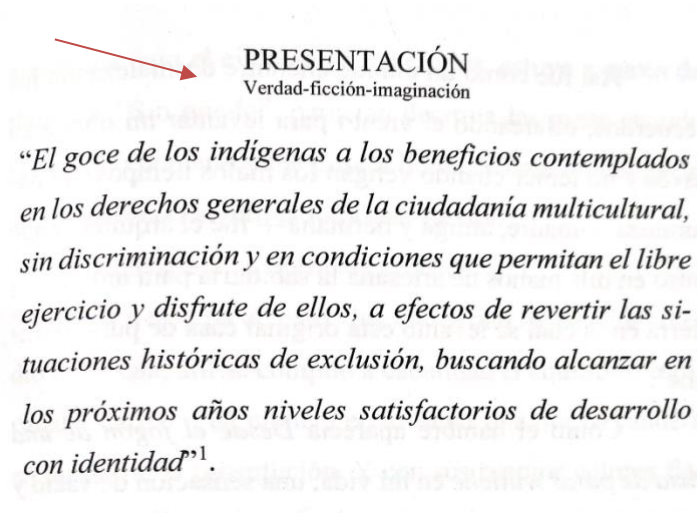 PRESENTACIÓN
Verdad-ficción-imaginación
“El goce de los indígenas a los beneficios contemplados
en los derechos generales de la ciudadanía multicultural,
sin discriminación y en condiciones que permitan el libre
ejercicio y disfrute de ellos, a efectos de revertir las si-
tuaciones históricas de exclusión, buscando alcanzar en
los próximos años niveles satisfactorios de desarrollo
con identidad”¹.